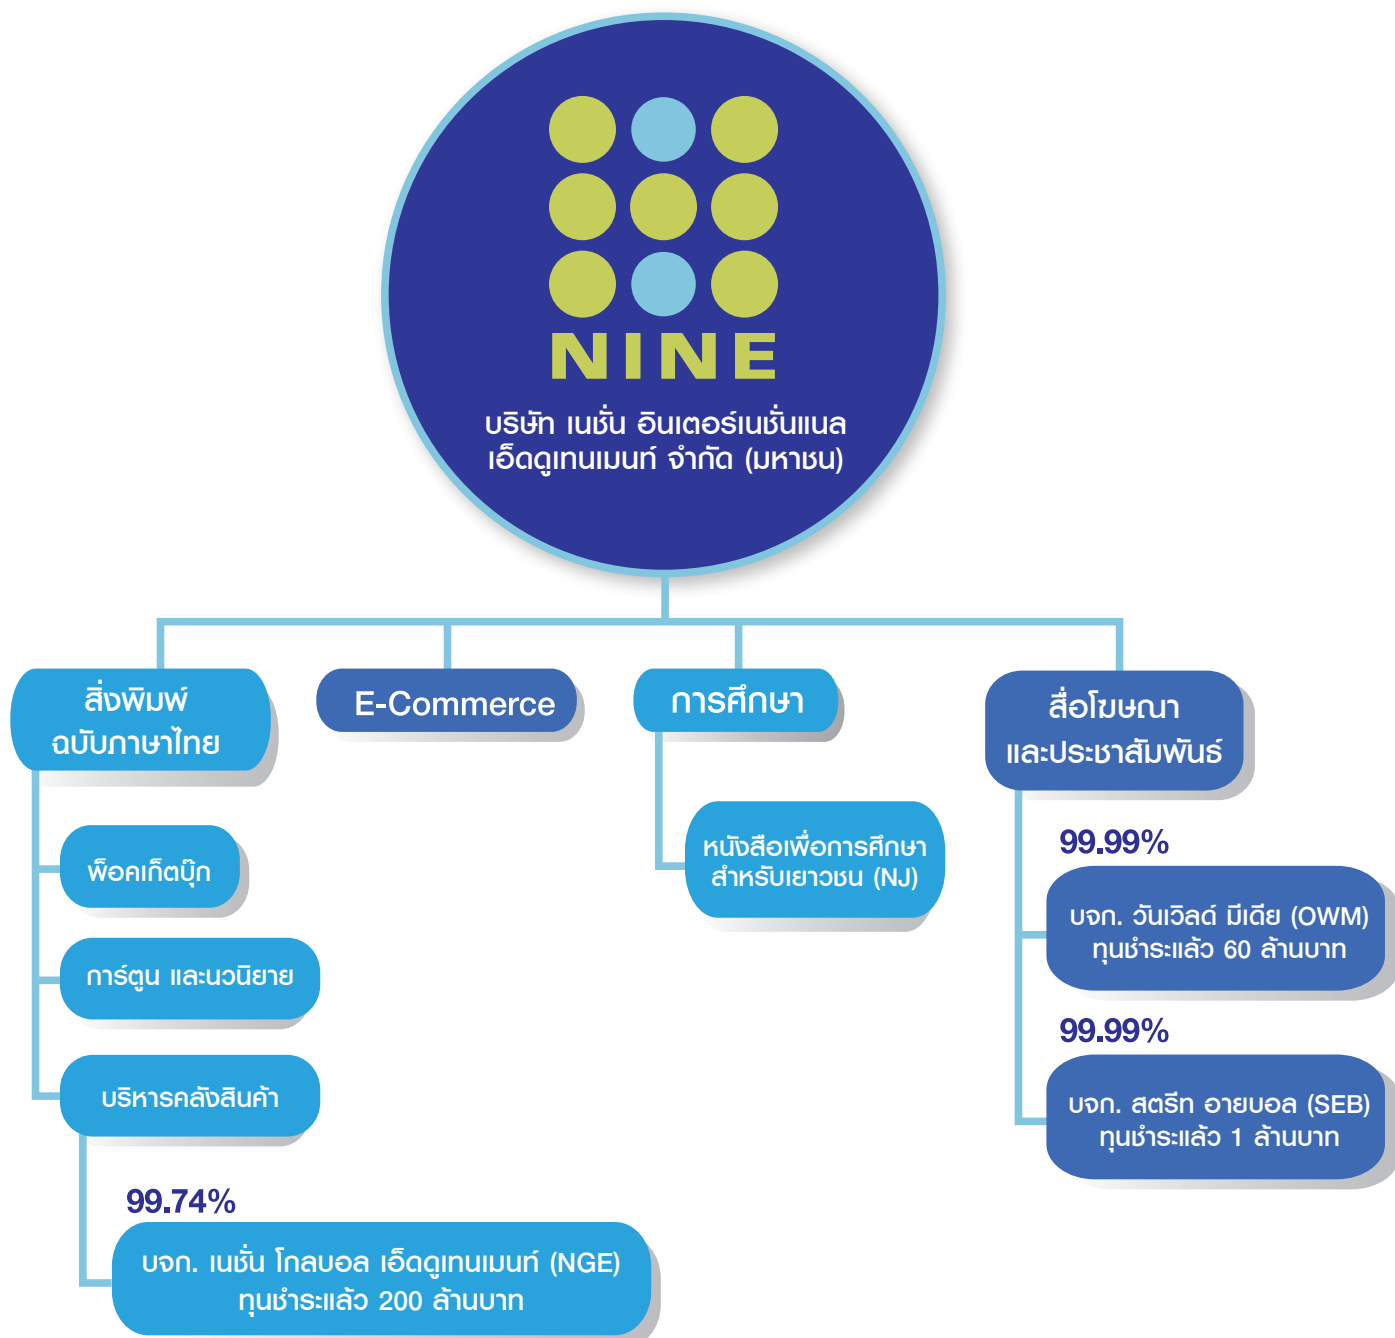 NINE
บริษัท เนชั่น อินเตอร์เนชั่นแนล
เอ็ดดูเทนเมนท์ จำกัด (มหาชน)
สิ่งพิมพ์
ฉบับภาษาไทย
E-Commerce
การศึกษา
สื่อโฆษณา
และประชาสัมพันธ์
พ็อคเก็ตบุ๊ก
การ์ตูน และนวนิยาย
บริหารคลังสินค้า
99.74%
บจก. เนชั่น โกลบอล เอ็ดดูเทนเมนท์ (NGE)
ทุนชำระแล้ว 200 ล้านบาท
หนังสือเพื่อการศึกษา
สำหรับเยาวชน (NJ)
99.99%
บจก. วันเวิลด์ มีเดีย (OWM)
ทุนชำระแล้ว 60 ล้านบาท
99.99%
บจก. สตรีท อายบอล (SEB)
ทุนชำระแล้ว 1 ล้านบาท